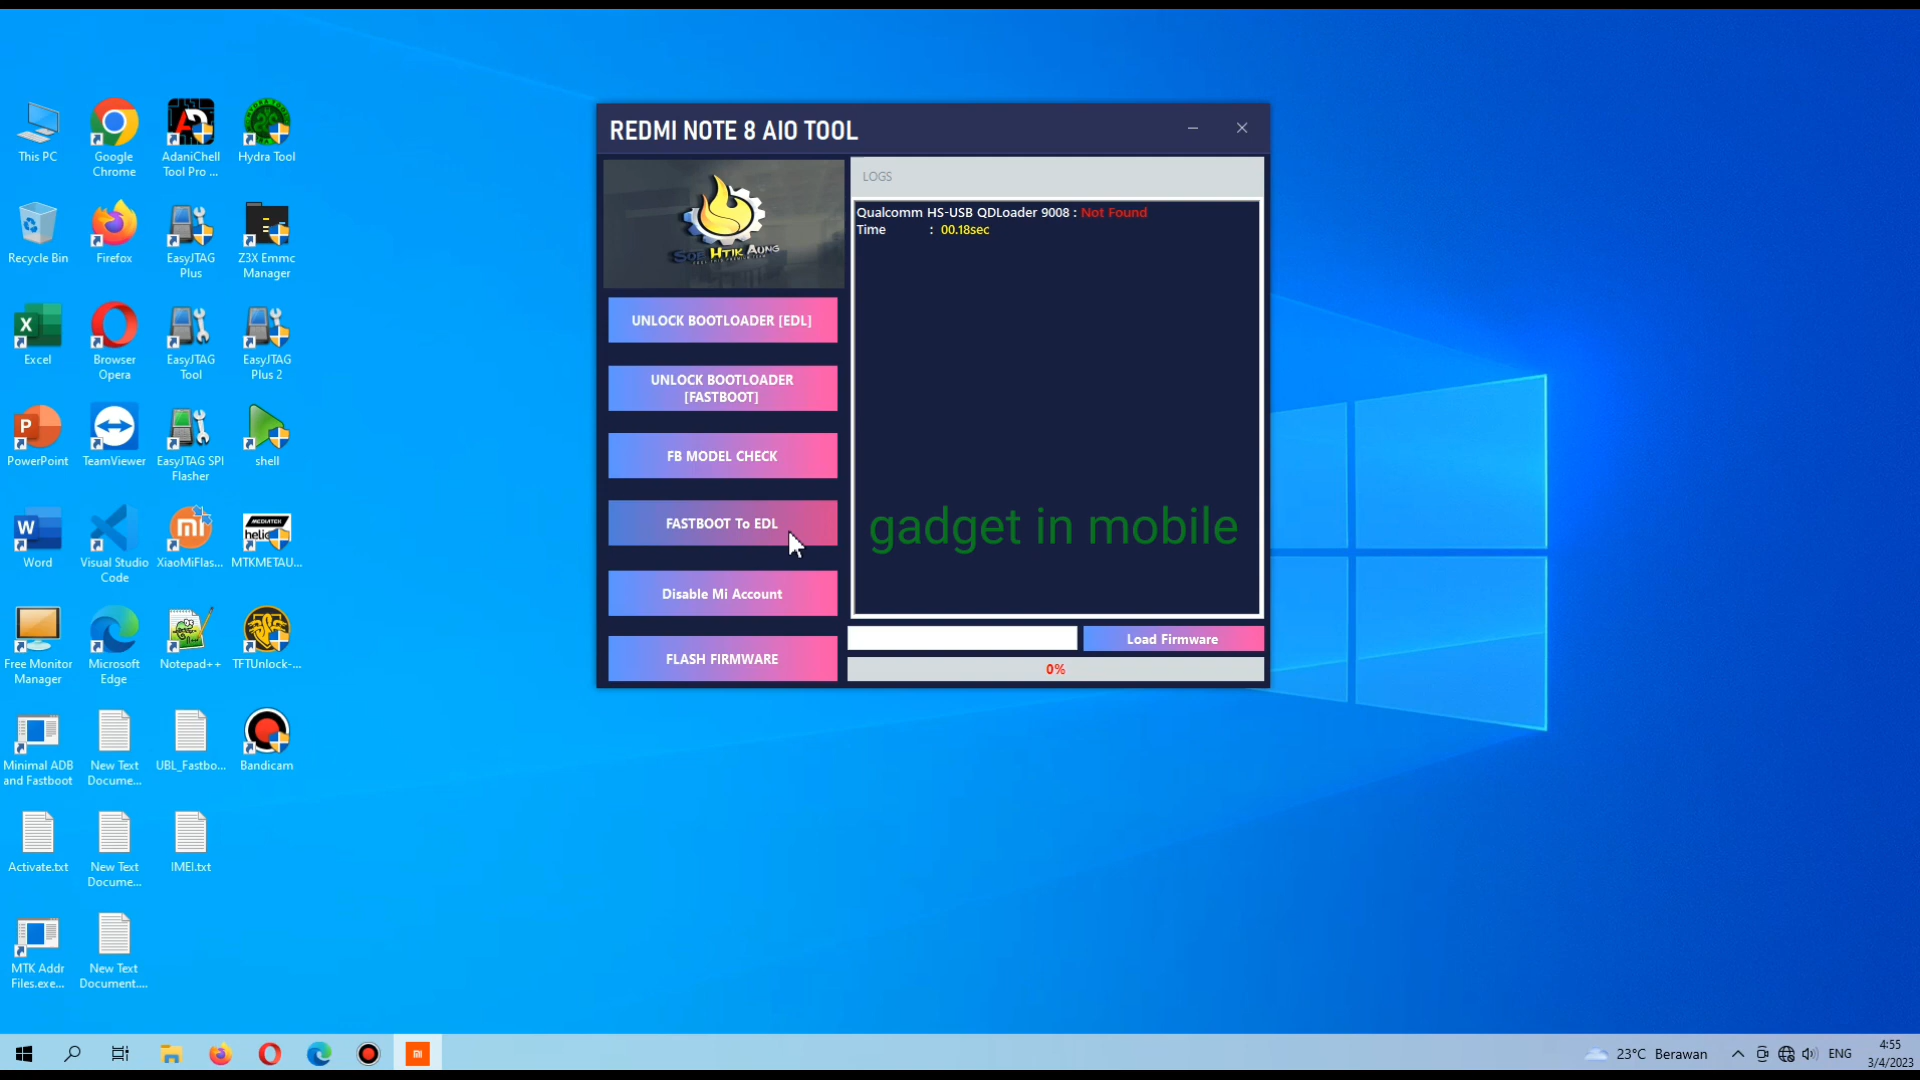 This PC
Google
Chrome
AdaniChell
Tool Pro ...
Hydra Tool
Recycle Bin
Firefox
EasyJTAG
Plus
Z3X Emmc
Manager
Excel
Browser
Opera
EasyJTAG
Tool
EasyJTAG
Plus 2
PowerPoint
TeamViewer
EasyJTAG SPI
Flasher
shell
Word
Visual Studio
Code
XiaoMiFlas...
MTKMETAU...
Free Monitor
Manager
Microsoft
Edge
Notepad++
TFTUnlock-...
Minimal ADB
and Fastboot
New Text
Docume...
UBL_Fastbo...
Bandicam
Activate.txt
New Text
Docume...
IMEI.txt
MTK Addr
Files.exe...
New Text
Document....
REDMI NOTE 8 AIO TOOL
UNLOCK BOOTLOADER [EDL]
UNLOCK BOOTLOADER
[FASTBOOT]
FB MODEL CHECK
FASTBOOT To EDL
Disable Mi Account
FLASH FIRMWARE
LOGS
Qualcomm HS-USB QDLoader 9008 : Not Found
Time : 00.18sec
gadget in mobile
Load Firmware
0%
23°C Berawan
ENG
4:55
3/4/2023